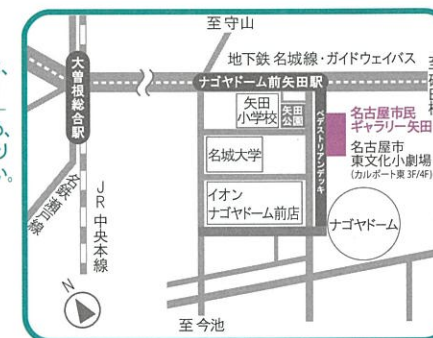 至 守山
地下鉄 名城線・ガイドウェイバス
大曽根総合駅
ナゴヤドーム前矢田駅
矢田
小学校
矢田
公園
ペデストリアンデッキ
名古屋市民
ギャラリー矢田
名古屋市
東文化小劇場
(カルポート東 3F/4F)
名城大学
イオン
ナゴヤドーム前店
ナゴヤドーム
名鉄 瀬戸線
JR 中央本線
N
至 今池